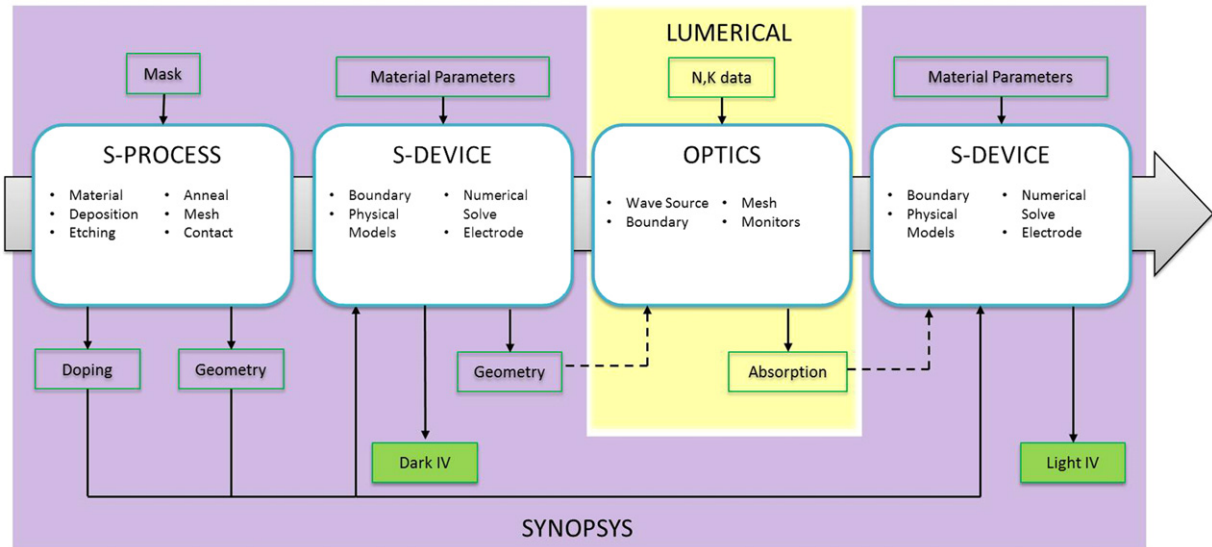 LUMERICAL
Mask
Material Parameters
N,K data
Material Parameters
S-PROCESS
• Material
• Deposition
• Etching
• Anneal
• Mesh
• Contact
S-DEVICE
• Boundary
• Physical
Models
• Numerical
Solve
• Electrode
OPTICS
• Wave Source
• Boundary
• Mesh
• Monitors
S-DEVICE
• Boundary
• Physical
Models
• Numerical
Solve
• Electrode
Doping
Geometry
Geometry
Absorption
Dark IV
Light IV
SYNOPSYS